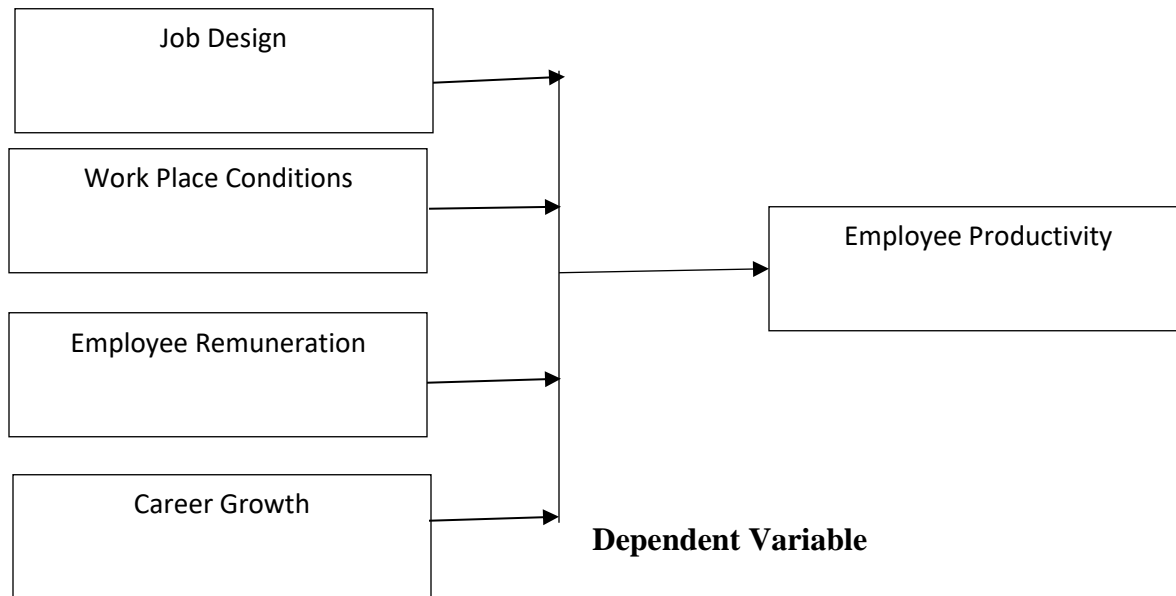 Job Design
Work Place Conditions
Employee Productivity
Employee Remuneration
Career Growth
Dependent Variable